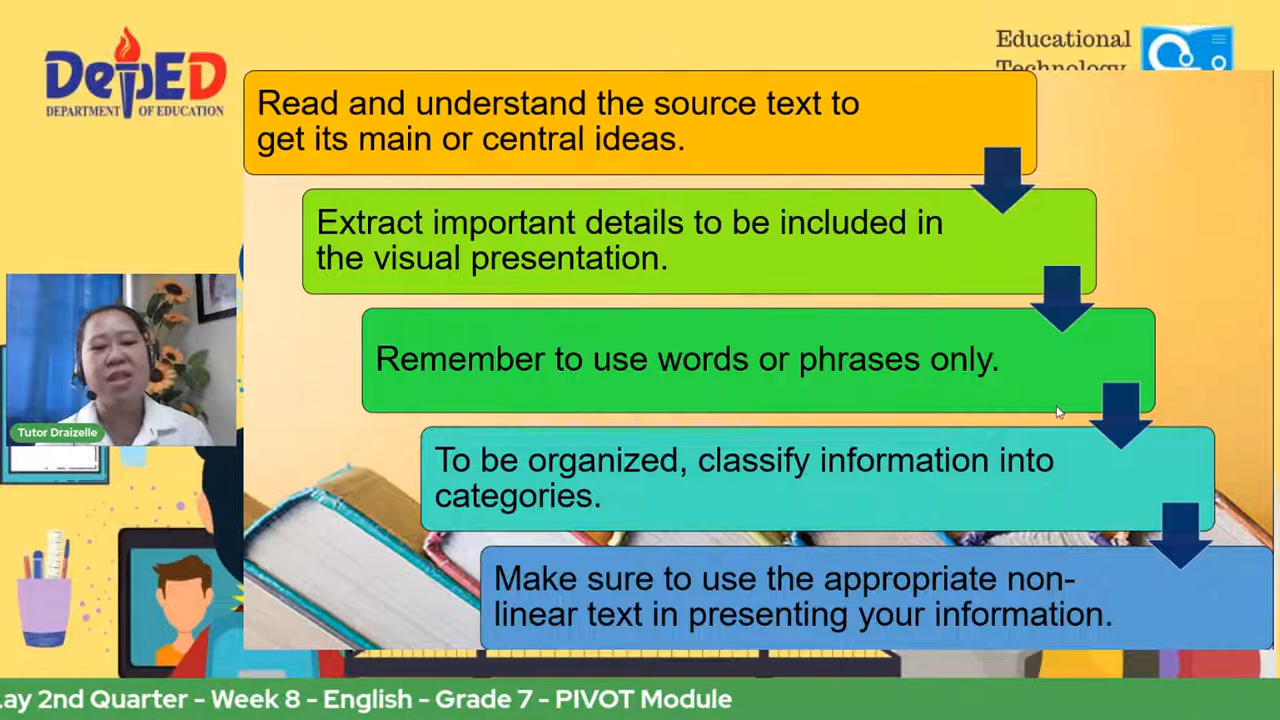 DepED
DEPARTMENT OF EDUCATION
Educational
Technology
Read and understand the source text to
get its main or central ideas.
Extract important details to be included in
the visual presentation.
Remember to use words or phrases only.
To be organized, classify information into
categories.
Make sure to use the appropriate non-
linear text in presenting your information.
Tutor Draizelle
Lay 2nd Quarter - Week 8 - English - Grade 7 - PIVOT Module